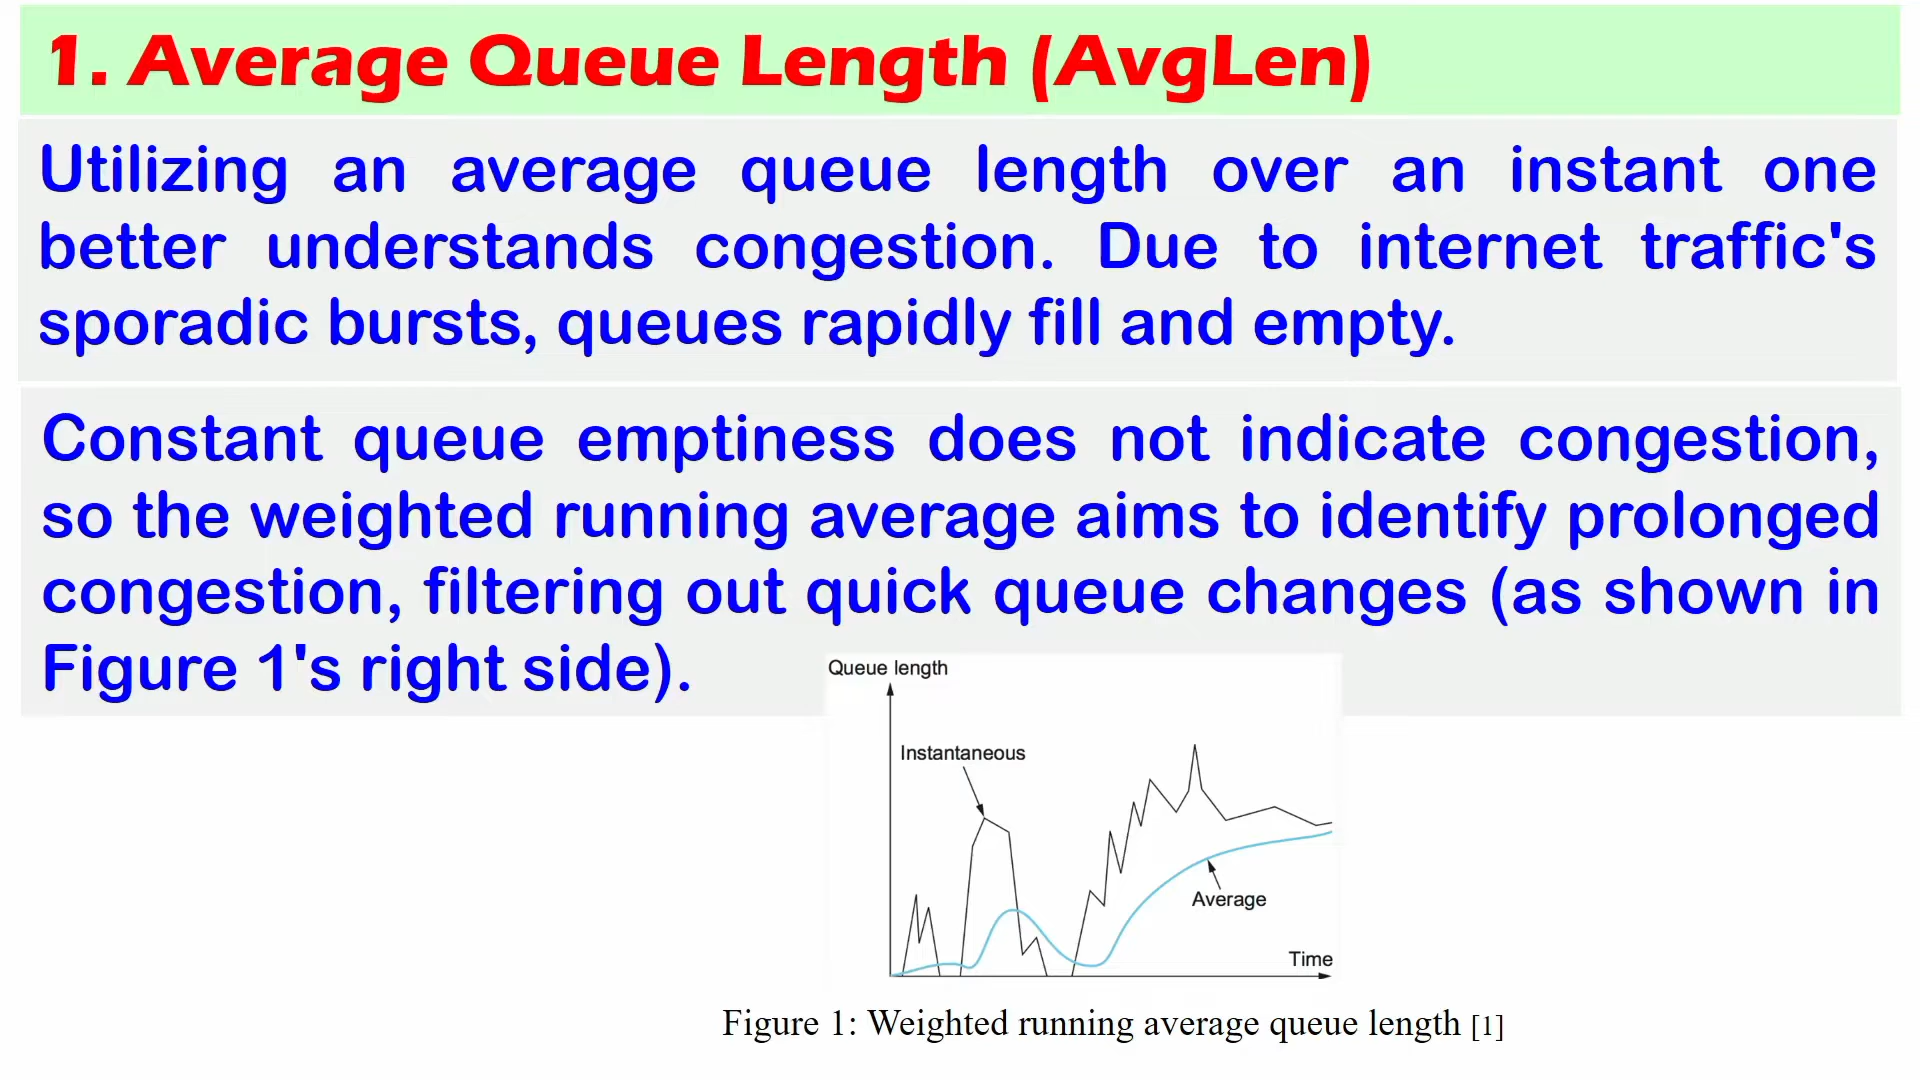 1. Average Queue Length (AvgLen)
Utilizing an average queue length over an instant one
better understands congestion. Due to internet traffic's
sporadic bursts, queues rapidly fill and empty.
Constant queue emptiness does not indicate congestion,
so the weighted running average aims to identify prolonged
congestion, filtering out quick queue changes (as shown in
Figure 1's right side).
Queue length
Instantaneous
Average
Time
Figure 1: Weighted running average queue length [1]